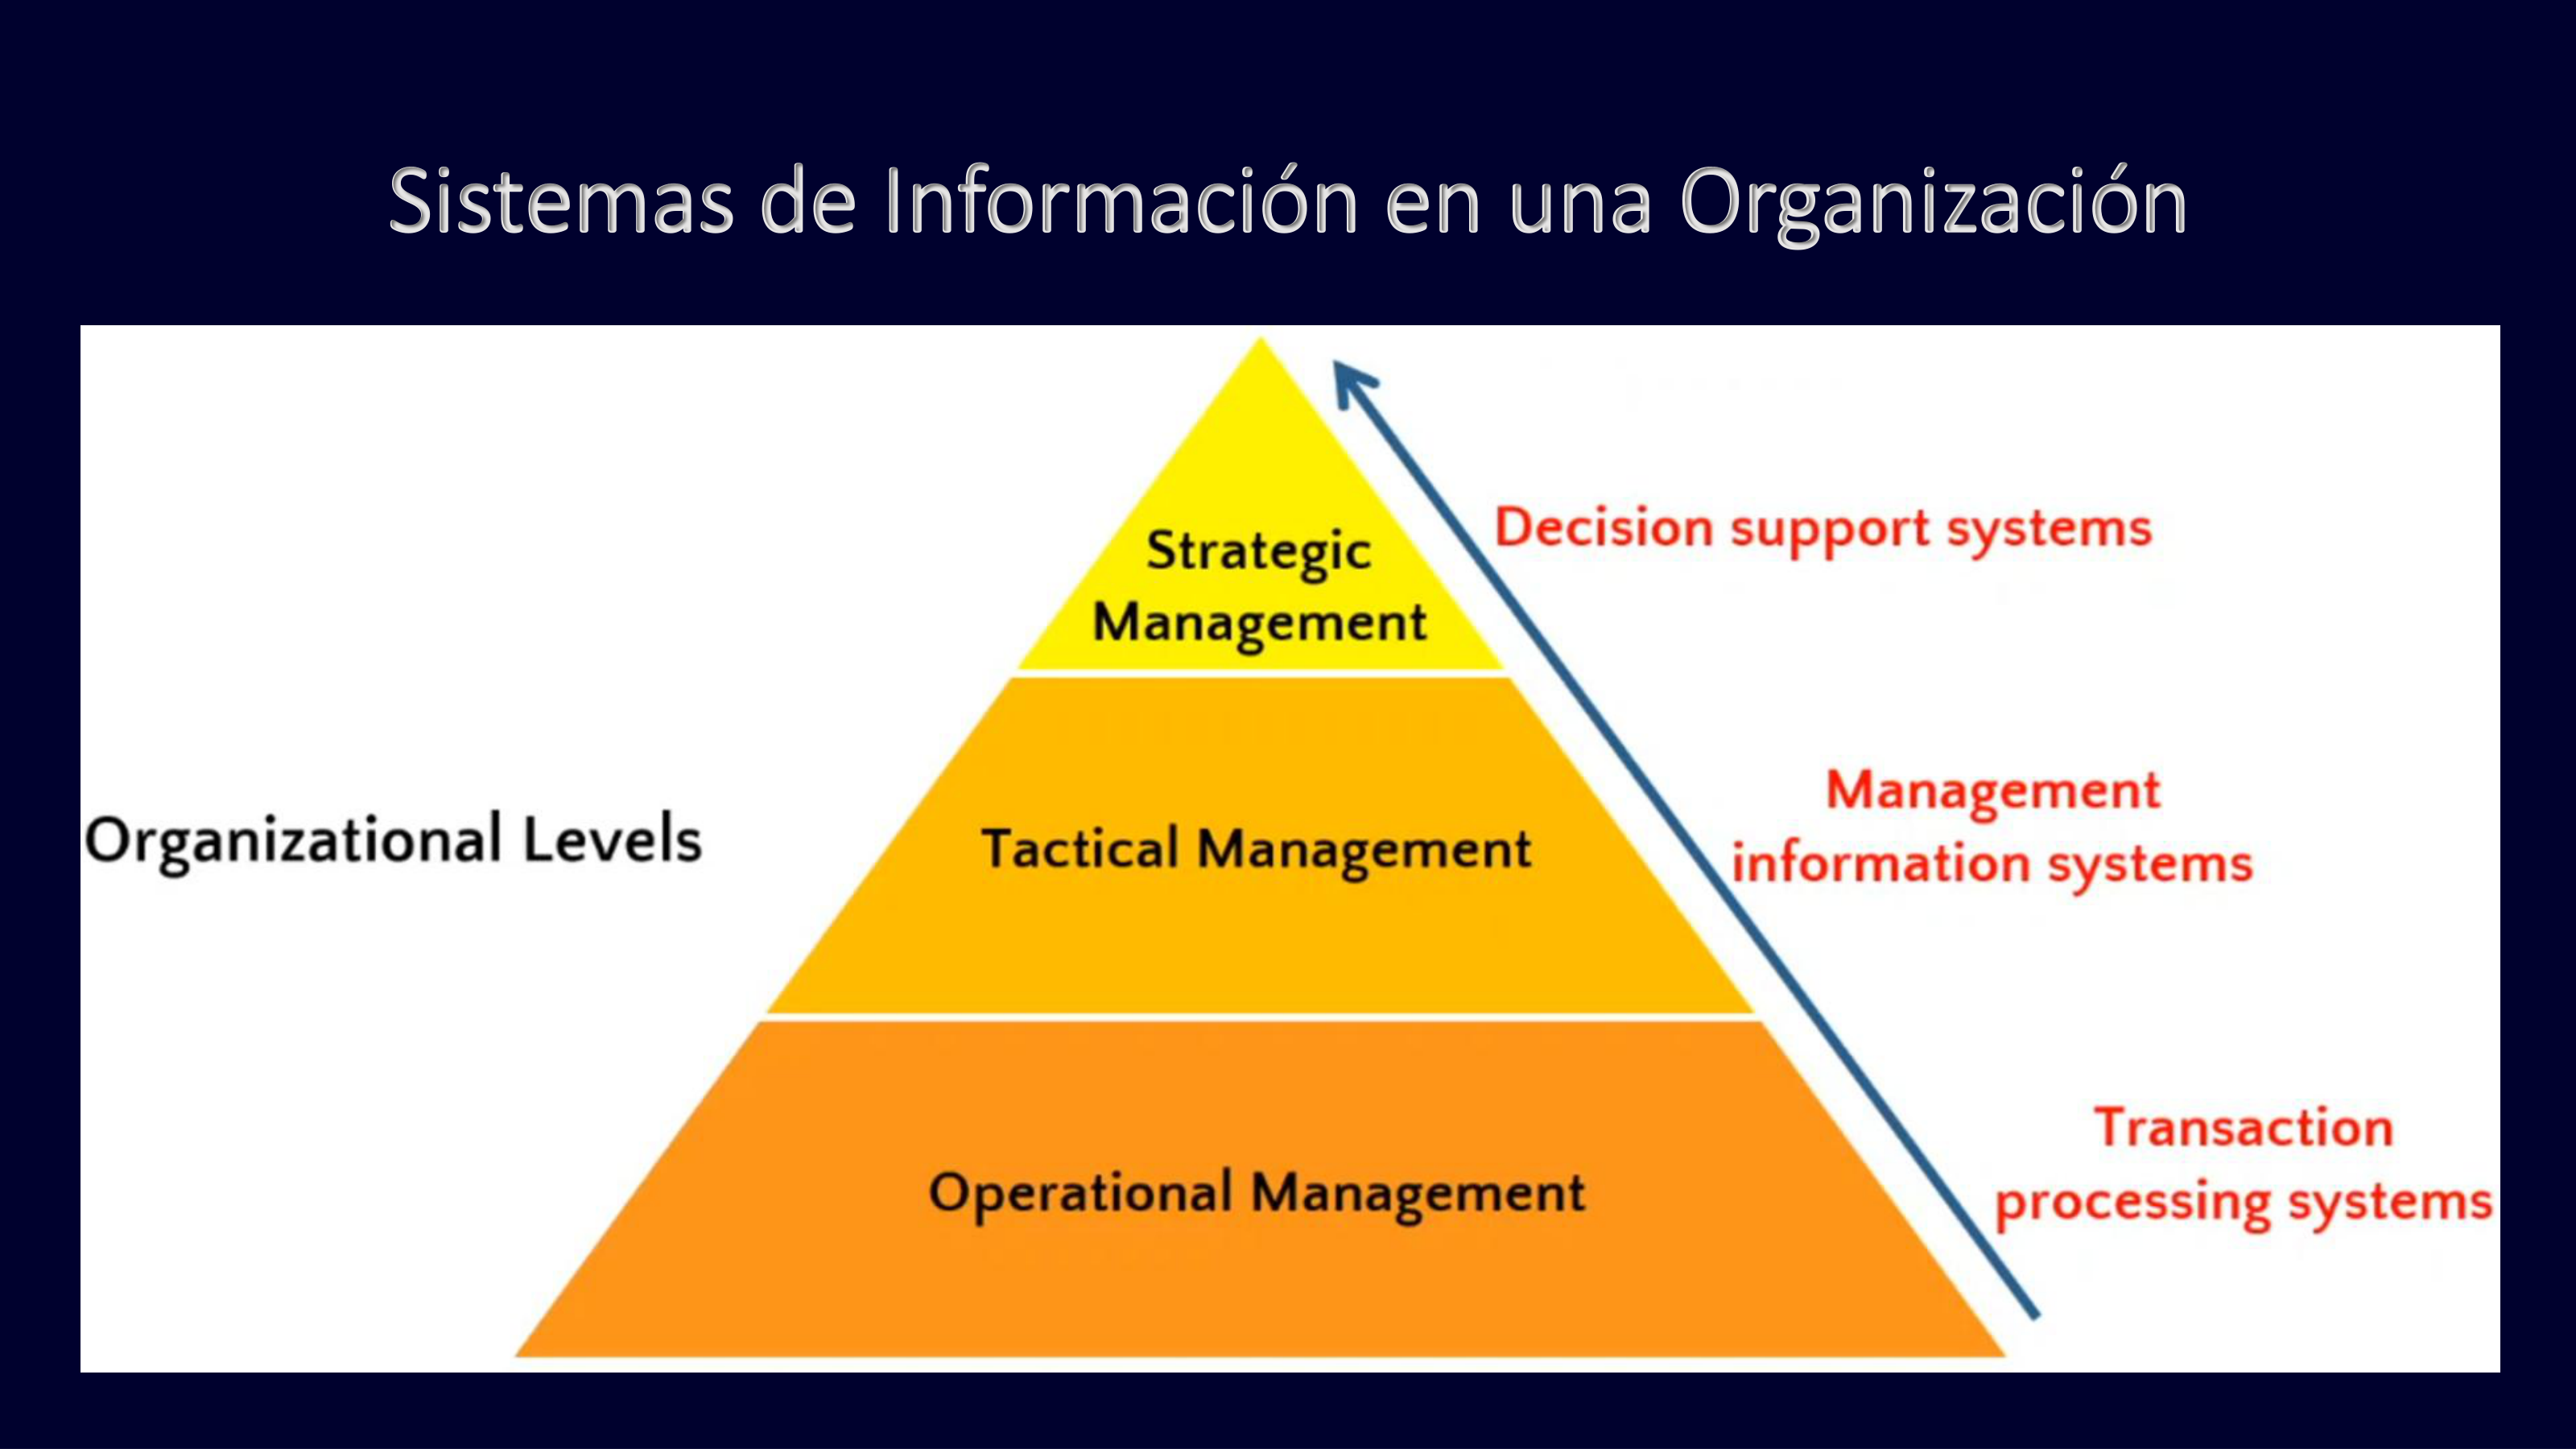 Sistemas de Información en una Organización
Decision support systems
Strategic
Management
Management
information systems
Organizational Levels
Tactical Management
Transaction
processing systems
Operational Management